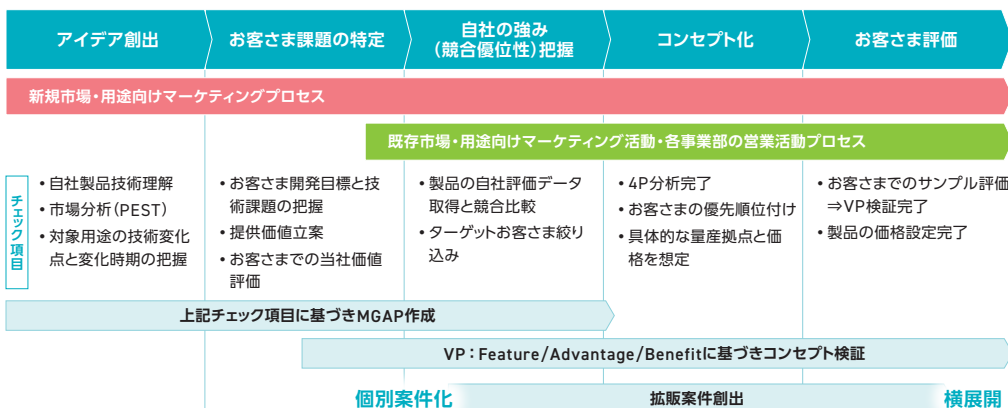 アイデア創出
お客さま課題の特定
自社の強み
(競合優位性)把握
コンセプト化
お客さま評価
新規市場・用途向けマーケティングプロセス
既存市場・用途向けマーケティング活動・各事業部の営業活動プロセス
チェック項目
• 自社製品技術理解
• 市場分析(PEST)
• 対象用途の技術変化
点と変化時期の把握
• お客さま開発目標と技
術課題の把握
• 提供価値立案
• お客さまでの当社価値
評価
• 製品の自社評価データ
取得と競合比較
• ターゲットお客さま絞り
込み
• 4P分析完了
• お客さまの優先順位付け
• 具体的な量産拠点と価
格を想定
• お客さまでのサンプル評価
⇒VP検証完了
• 製品の価格設定完了
上記チェック項目に基づきMGAP作成
VP：Feature/Advantage/Benefitに基づきコンセプト検証
個別案件化
拡販案件創出
横展開